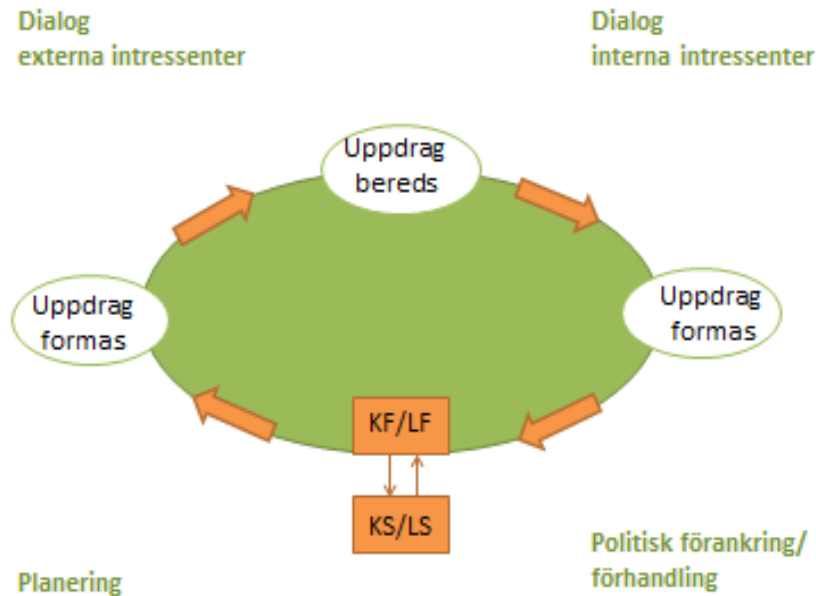 Dialog
externa intressenter
Dialog
interna intressenter
Uppdrag
bereds
Uppdrag
formas
Uppdrag
formas
KF/LF
KS/LS
Politisk förankring/
förhandling
Planering